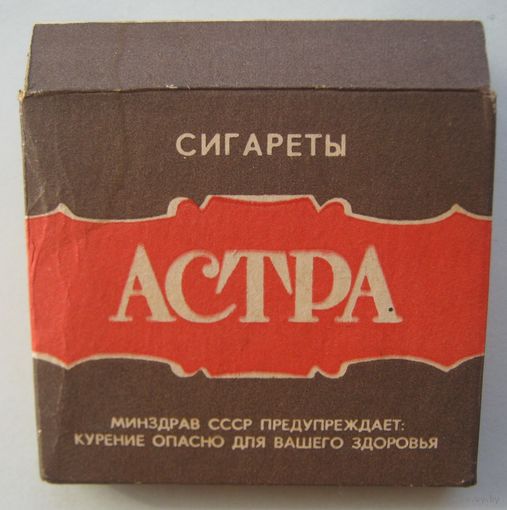 СИГАРЕТЫ
АСТРА
МИНЗДРАВ СССР ПРЕДУПРЕЖДАЕТ:
КУРЕНИЕ ОПАСНО ДЛЯ ВАШЕГО ЗДОРОВЬЯ